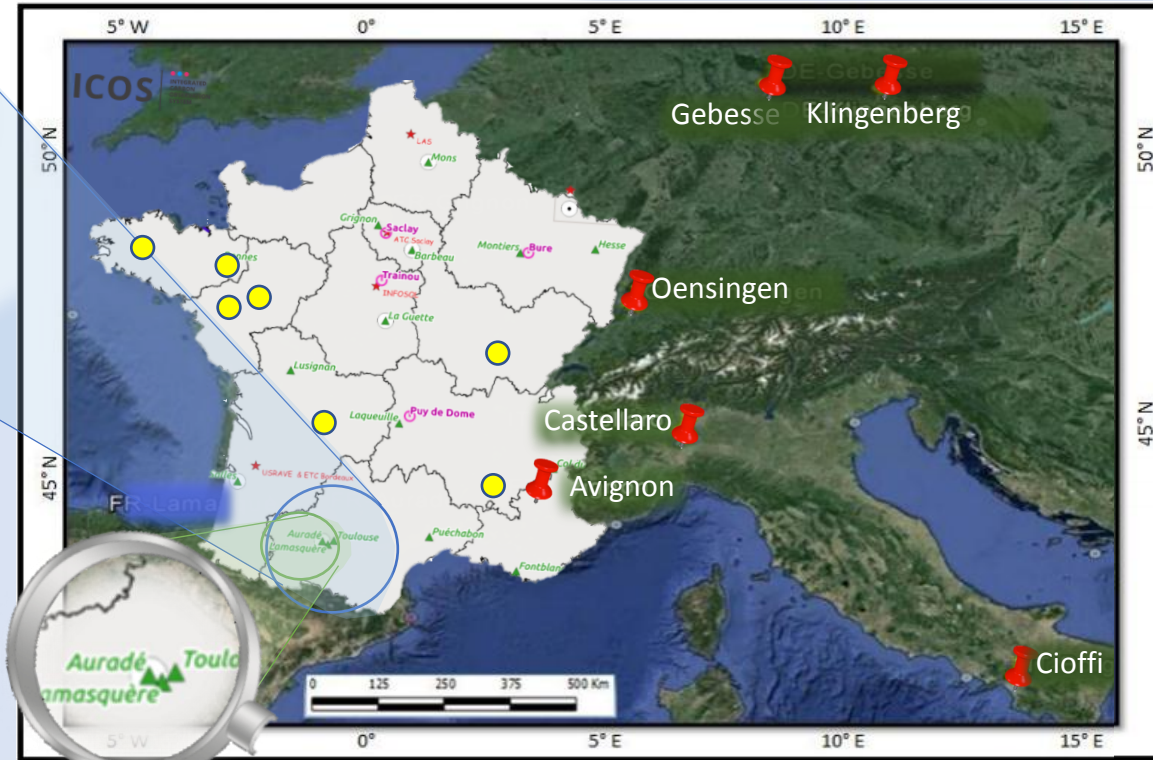 5° W 0° 5° E 10° E 15° E
ICOS
DE-Gebesse
Gebesse Klingenberg
50°N
50°N
LAS
Mons
Grignon
Saclay
ATC Saclay
Barbeau
Montiers
Bure
Hesse
Trainou
INFOSOL
La Guette
Oensingen
Lusignan
Laqueuille
Puy de Dome
Castellaro
45°N
45°N
USRAVE & ETC Bordeaux
Avignon
FR-Lama
Auradé
Toulouse
Lamasquère
Puéchabon
Fontblan
Auradé
Toulo
amasquère
Cioffi
0 125 250 375 500 Km
5° W 0° 5° E 10° E 15° E